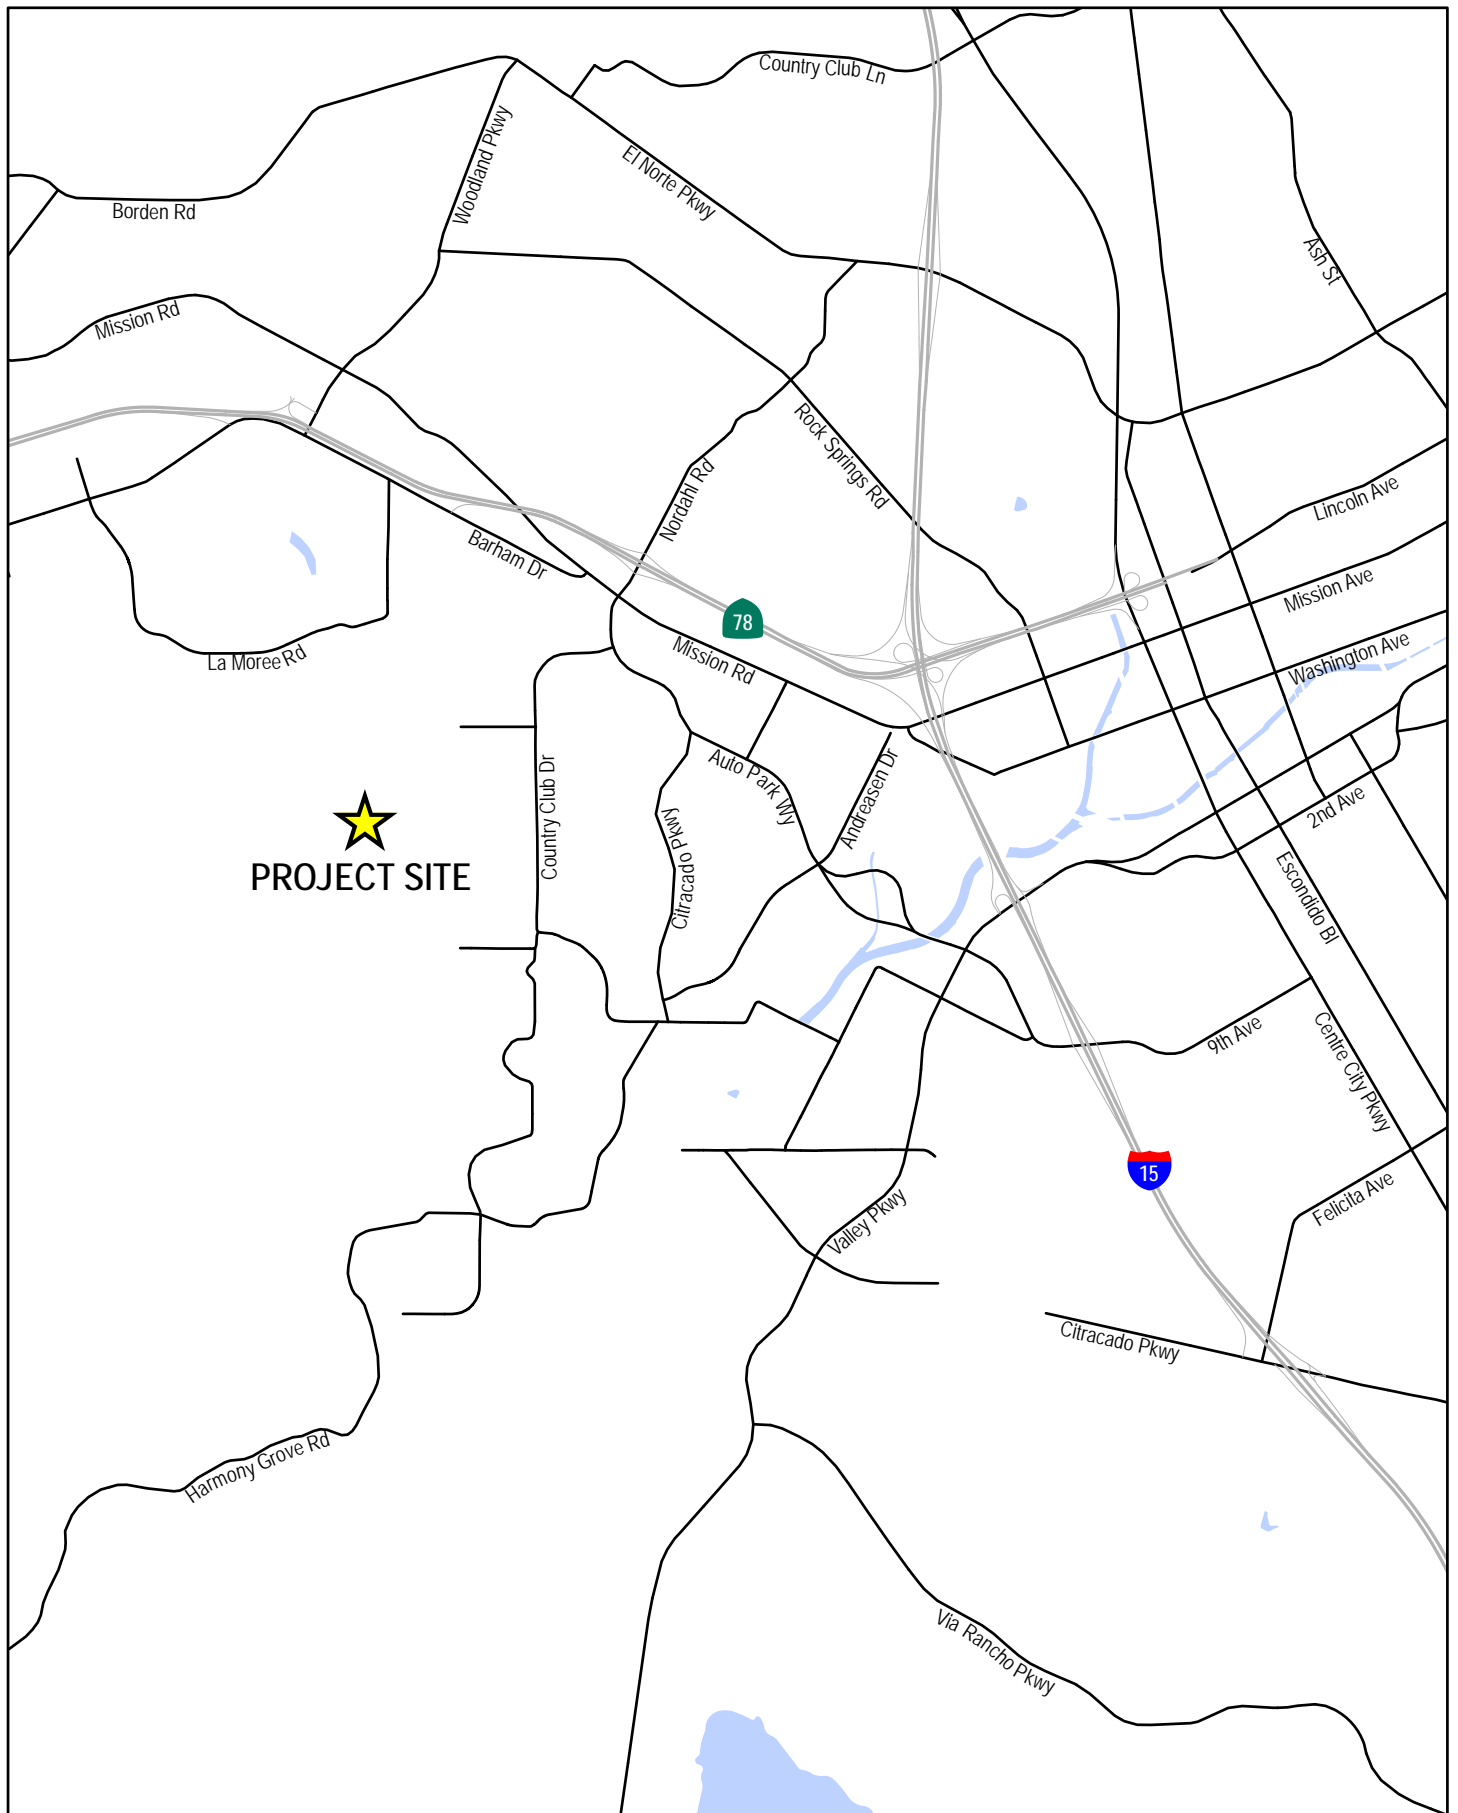 Country Club Ln
Woodland Pkwy
El Norte Pkwy
Borden Rd
Ash St
Mission Rd
Rock Springs Rd
Nordahl Rd
Lincoln Ave
Barham Dr
Mission Ave
78
Mission Rd
Washington Ave
La Moree Rd
Auto Park Wy
Andreasen Dr
Country Club Dr
Citracado Pkwy
2nd Ave
PROJECT SITE
Escondido Bl
9th Ave
Centre City Pkwy
15
Felicita Ave
Valley Pkwy
Citracado Pkwy
Harmony Grove Rd
Via Rancho Pkwy